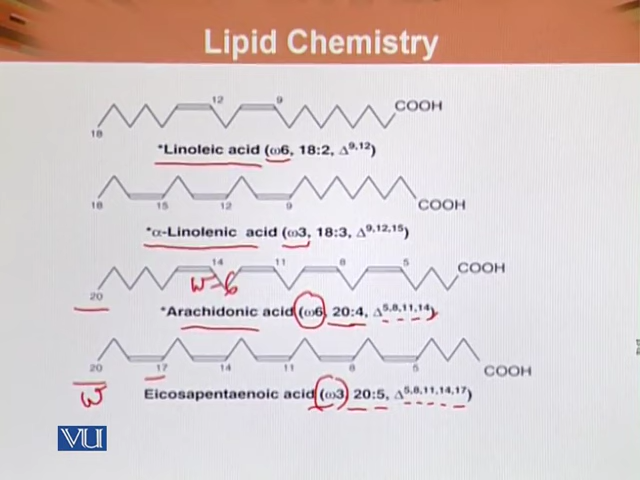 Lipid Chemistry
12 9 COOH
18
*Linoleic acid (ω6, 18:2, Δ9,12)
18 15 12 9 COOH
*α-Linolenic acid (ω3, 18:3, Δ9,12,15)
14 11 8 5 COOH
20 w=6
*Arachidonic acid (ω6, 20:4, Δ5,8,11,14)
20 17 14 11 8 5 COOH
Eicosapentaenoic acid (ω3, 20:5, Δ5,8,11,14,17)
w
VU